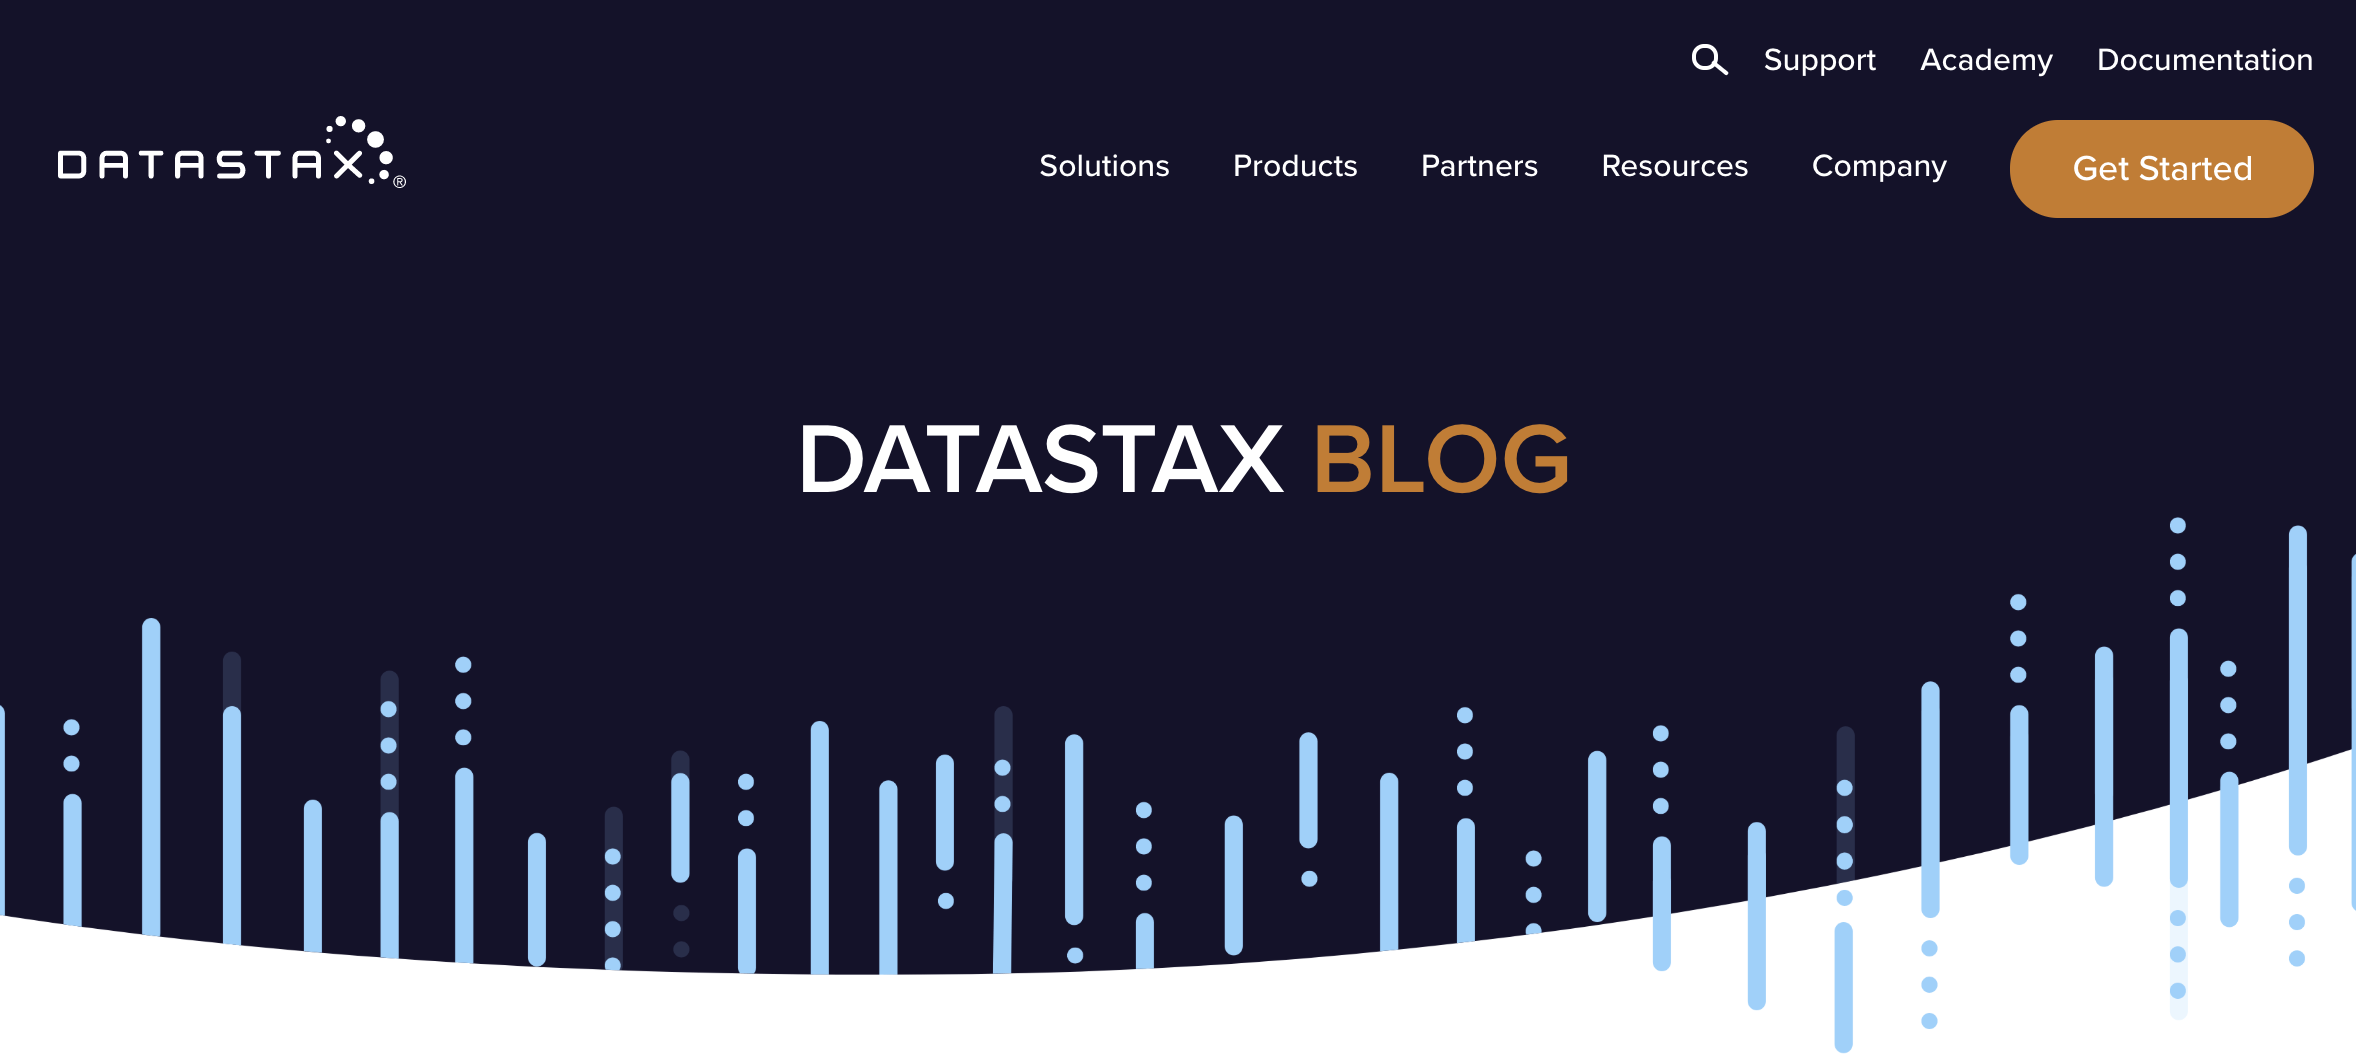 Support Academy Documentation
DATASTAX®
Solutions Products Partners Resources Company Get Started
DATASTAX BLOG